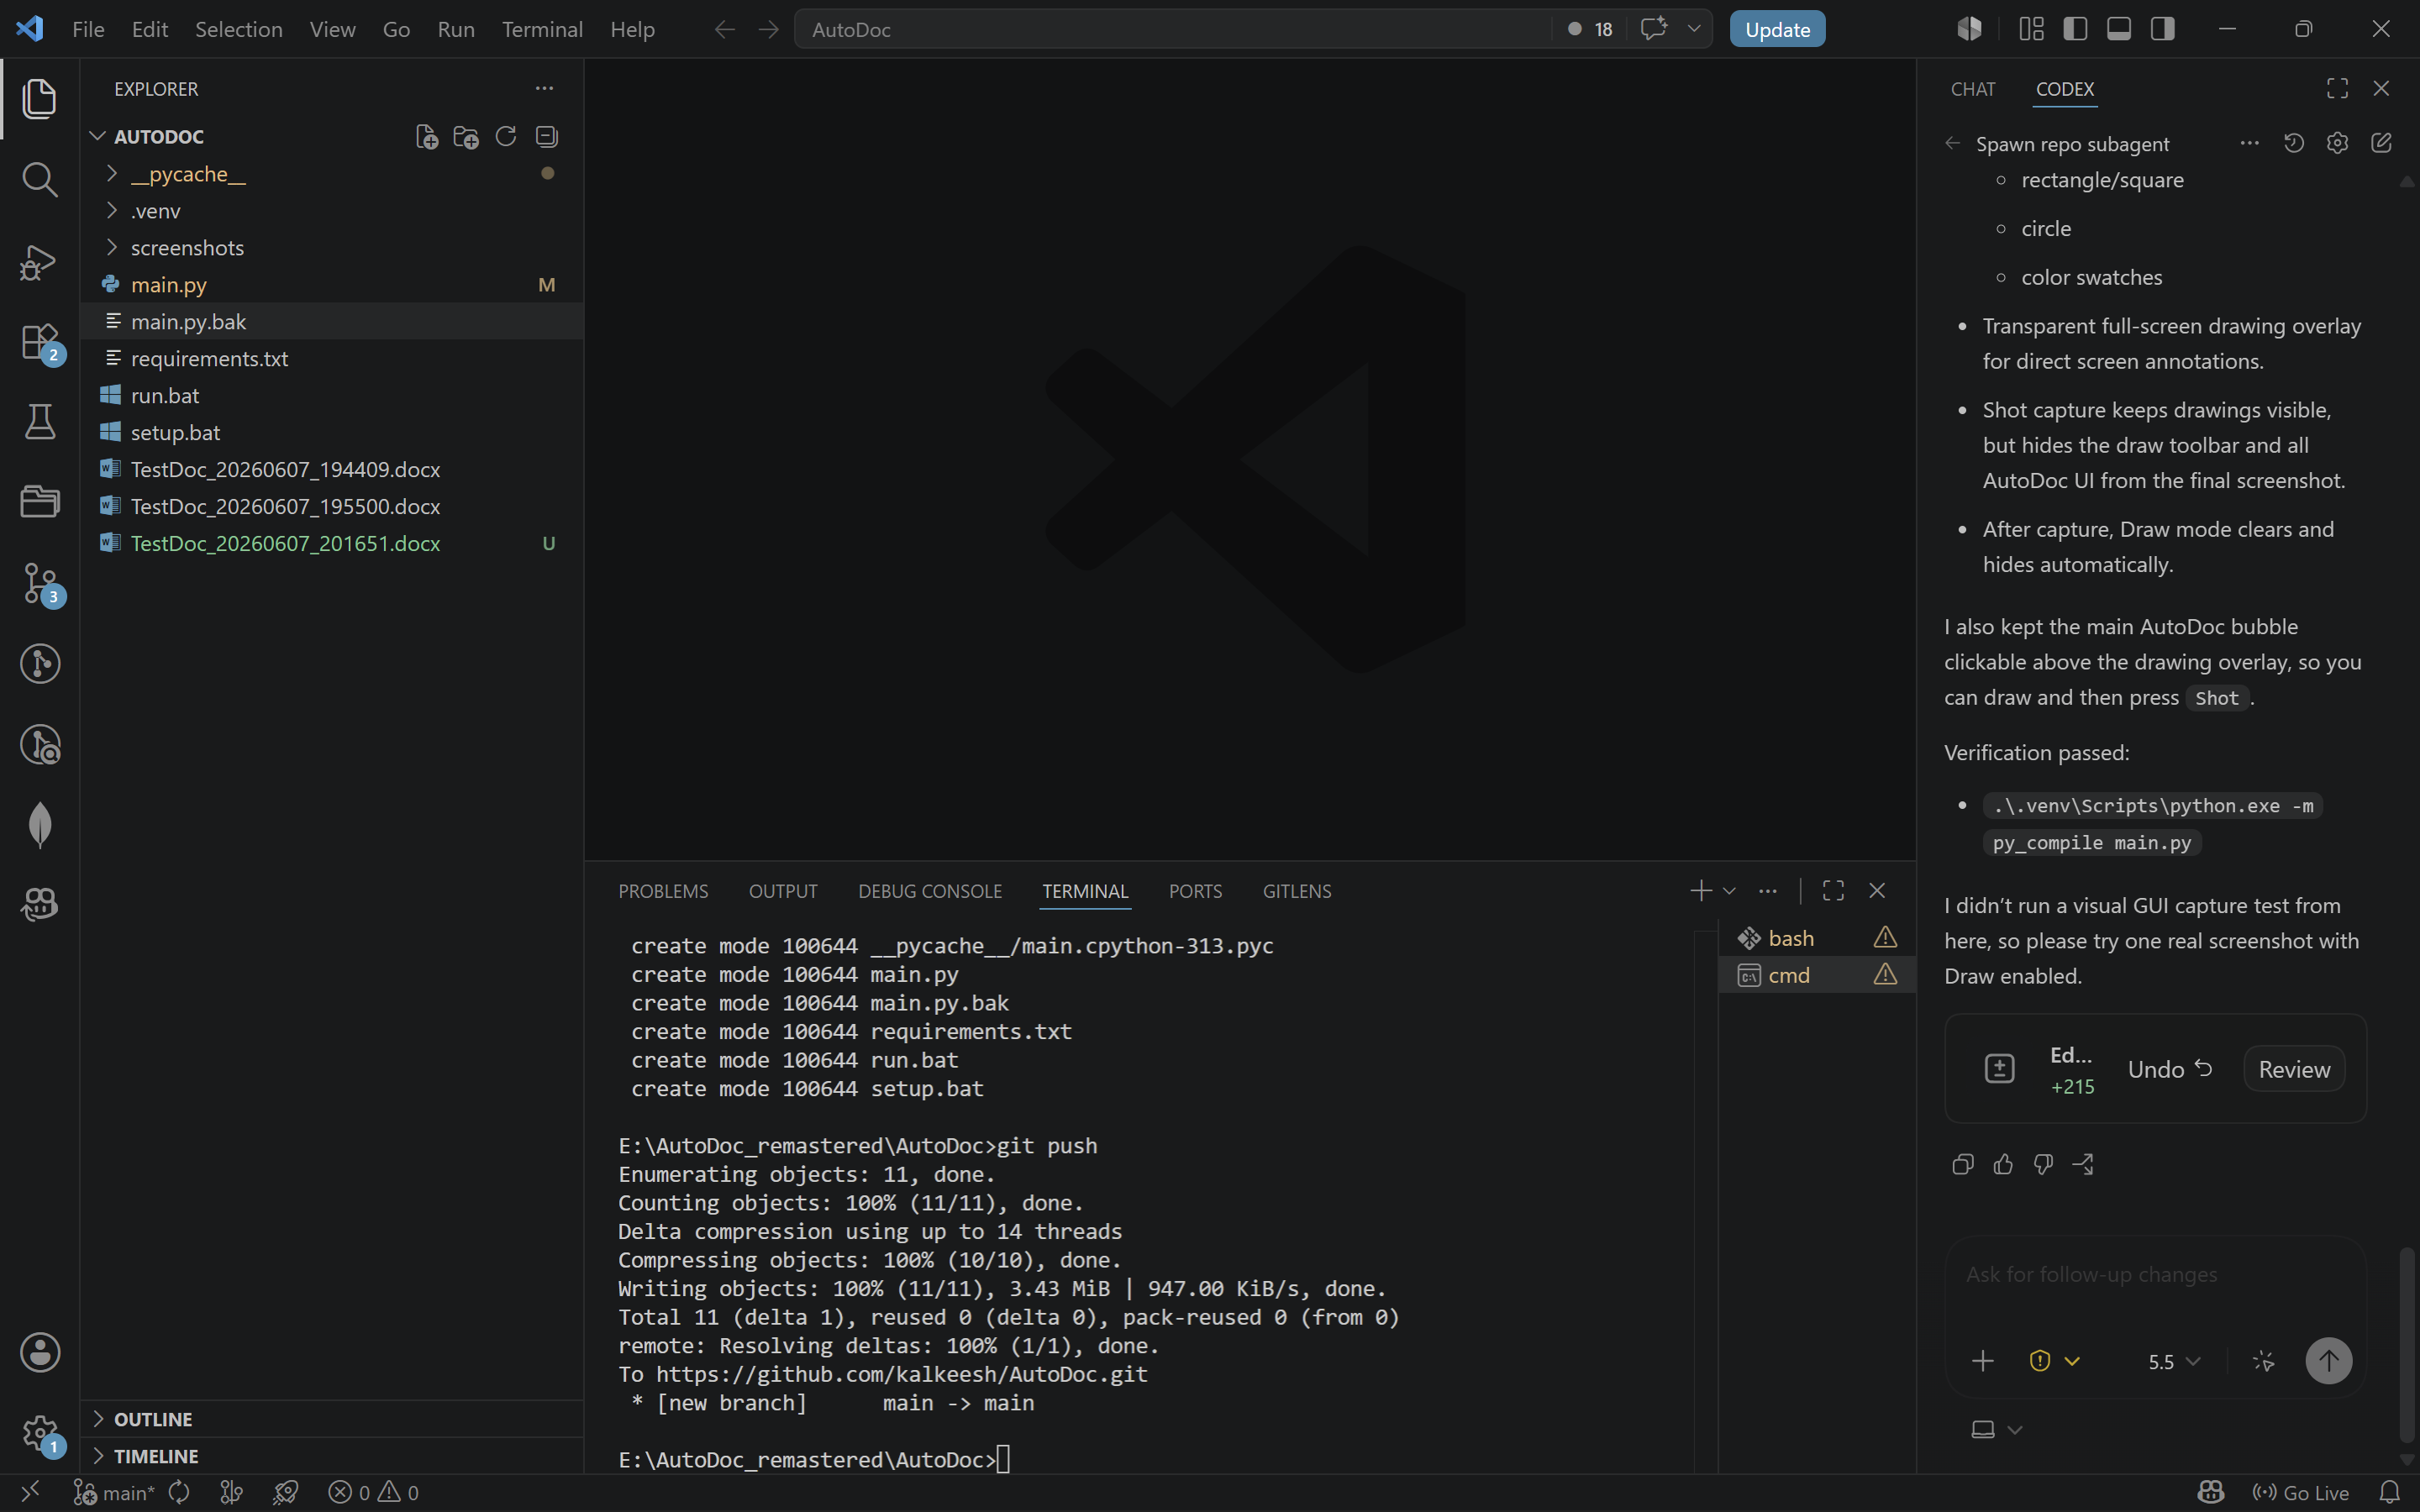 File Edit Selection View Go Run Terminal Help
AutoDoc
18
Update
EXPLORER
AUTODOC
__pycache__
.venv
screenshots
main.py M
main.py.bak
requirements.txt
run.bat
setup.bat
TestDoc_20260607_194409.docx
TestDoc_20260607_195500.docx
TestDoc_20260607_201651.docx U
2
3
1
OUTLINE
TIMELINE
PROBLEMS OUTPUT DEBUG CONSOLE TERMINAL PORTS GITLENS
create mode 100644 __pycache__/main.cpython-313.pyc
create mode 100644 main.py
create mode 100644 main.py.bak
create mode 100644 requirements.txt
create mode 100644 run.bat
create mode 100644 setup.bat
E:\AutoDoc_remastered\AutoDoc>git push
Enumerating objects: 11, done.
Counting objects: 100% (11/11), done.
Delta compression using up to 14 threads
Compressing objects: 100% (10/10), done.
Writing objects: 100% (11/11), 3.43 MiB | 947.00 KiB/s, done.
Total 11 (delta 1), reused 0 (delta 0), pack-reused 0 (from 0)
remote: Resolving deltas: 100% (1/1), done.
To https://github.com/kalkeesh/AutoDoc.git
* [new branch] main -> main
E:\AutoDoc_remastered\AutoDoc>
bash
cmd
CHAT CODEX
Spawn repo subagent
rectangle/square
circle
color swatches
Transparent full-screen drawing overlay
for direct screen annotations.
Shot capture keeps drawings visible,
but hides the draw toolbar and all
AutoDoc UI from the final screenshot.
After capture, Draw mode clears and
hides automatically.
I also kept the main AutoDoc bubble
clickable above the drawing overlay, so you
can draw and then press Shot.
Verification passed:
.\.venv\Scripts\python.exe -m
py_compile main.py
I didn’t run a visual GUI capture test from
here, so please try one real screenshot with
Draw enabled.
Ed...
+215
Undo
Review
Ask for follow-up changes
5.5
main* 0 0
Go Live